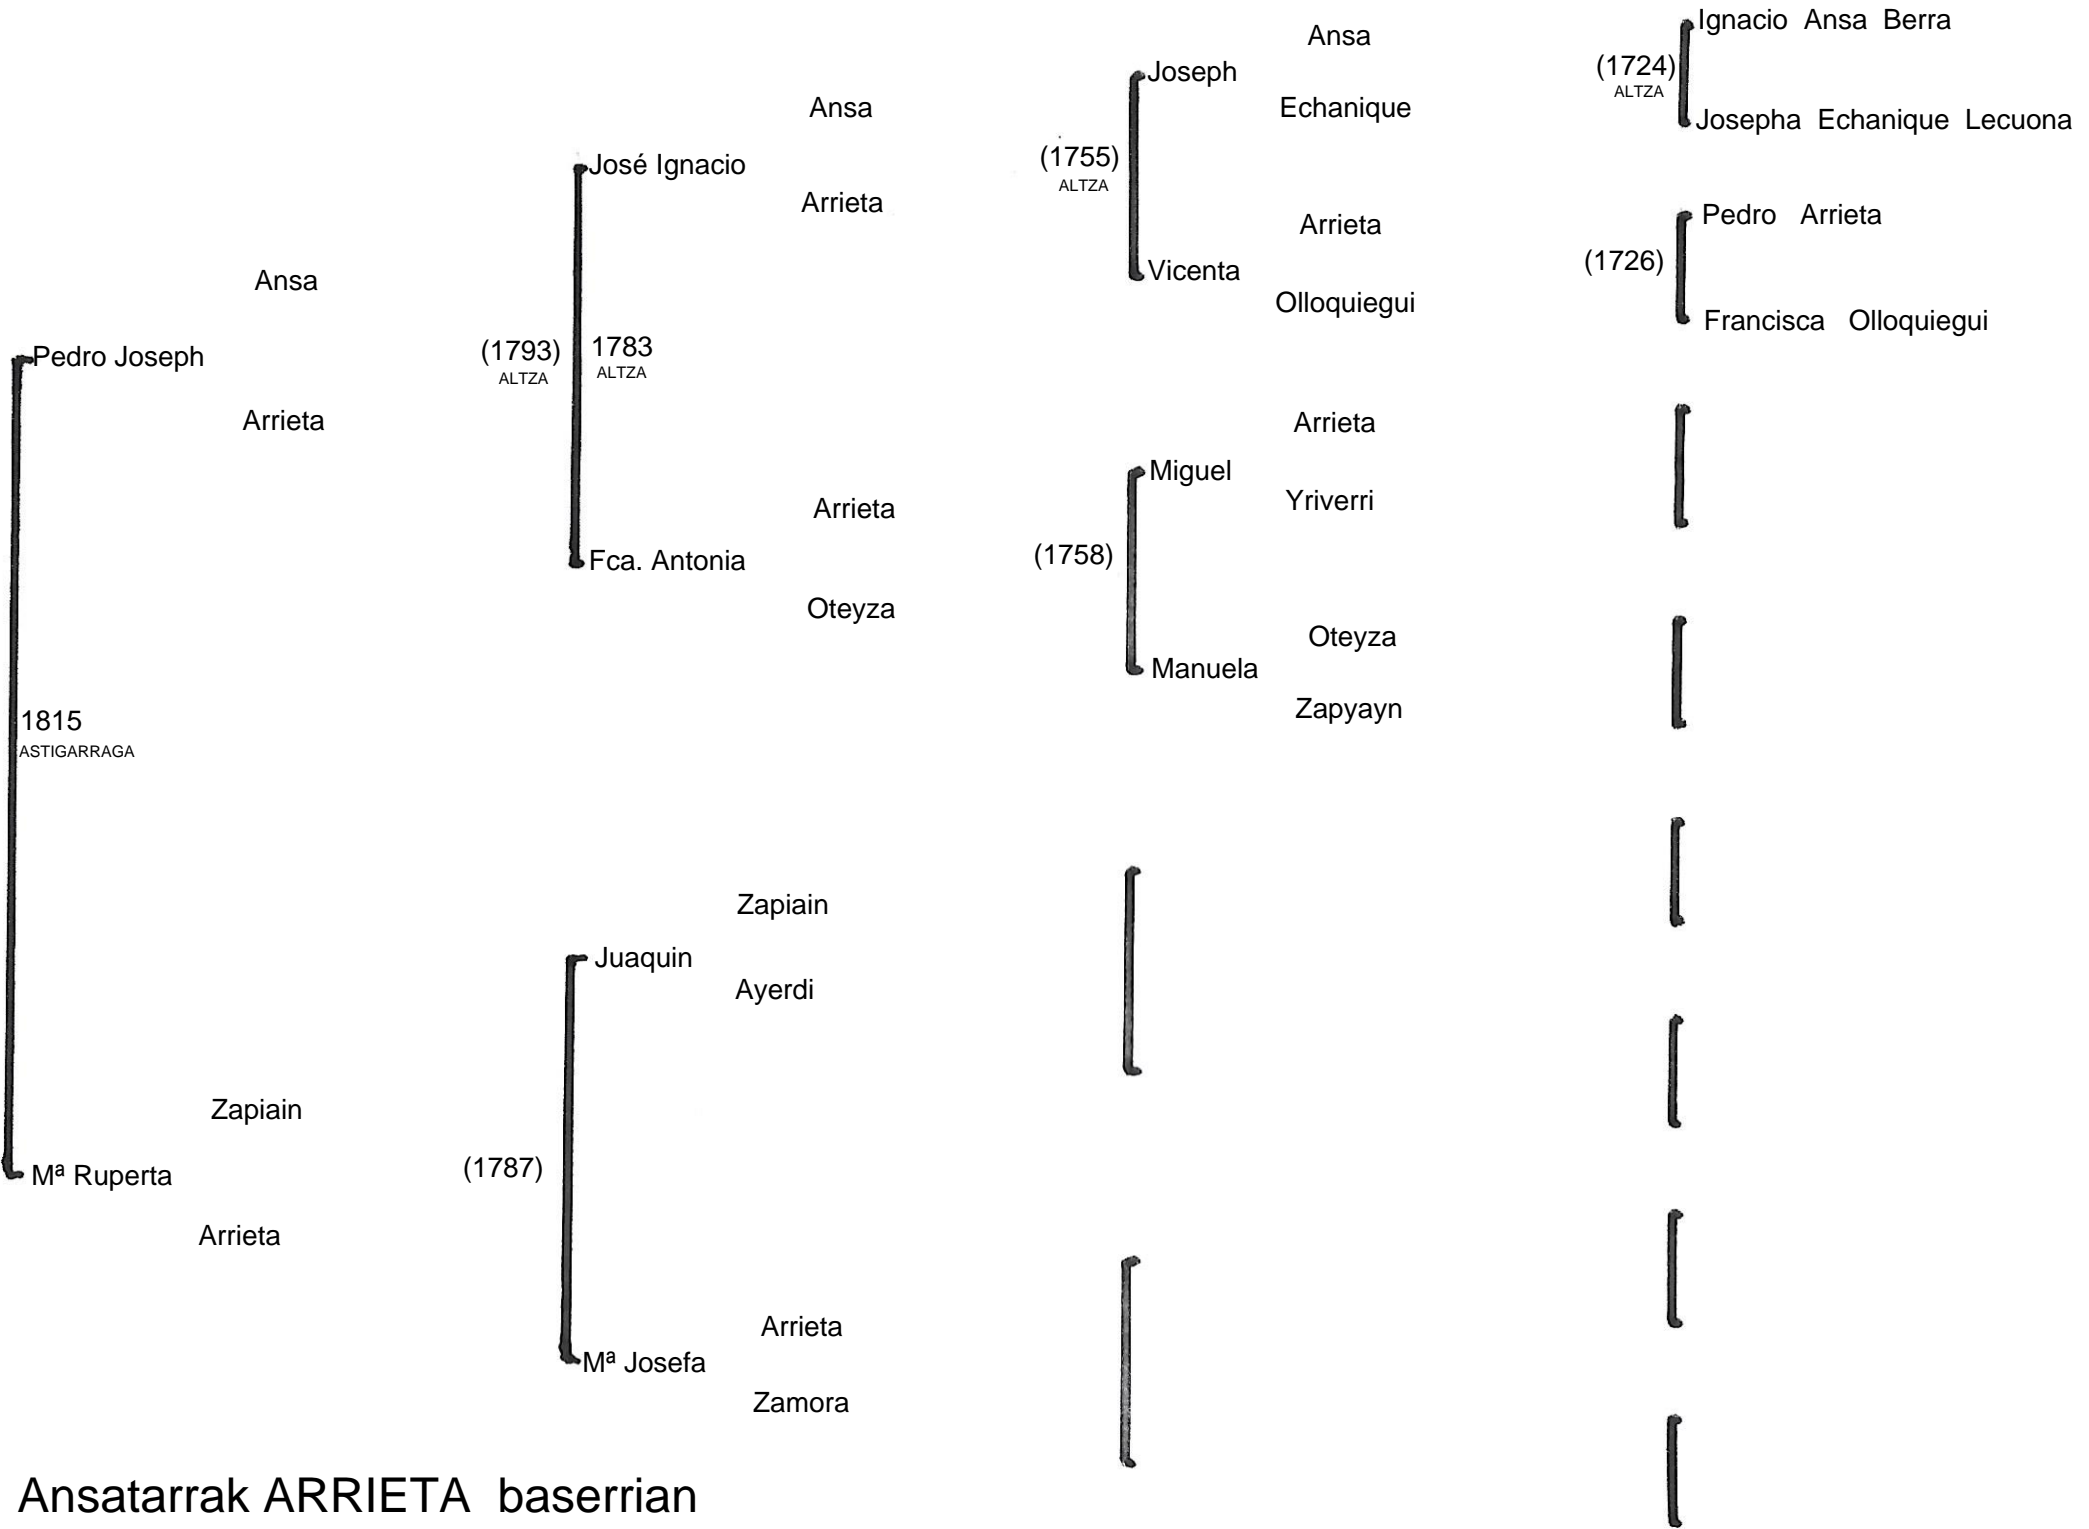 Ansa
Pedro Joseph
Arrieta
1815
ASTIGARRAGA
Zapiain
Mª Ruperta
Arrieta
Ansa
José Ignacio
Arrieta
(1793) 1783
ALTZA ALTZA
Arrieta
Fca. Antonia
Oteyza
Zapiain
Juaquin
Ayerdi
(1787)
Arrieta
Mª Josefa
Zamora
Ansa
Joseph
Echanique
(1755)
ALTZA
Arrieta
Vicenta
Olloquiegui
Arrieta
Miguel
Yriverri
(1758)
Oteyza
Manuela
Zapyayn
Ignacio Ansa Berra
(1724)
ALTZA
Josepha Echanique Lecuona
Pedro Arrieta
(1726)
Francisca Olloquiegui
Ansatarrak ARRIETA baserrian